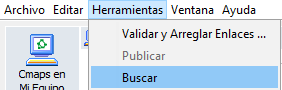 Archivo Editar Herramientas Ventana Ayuda
Validar y Arreglar Enlaces ...
Publicar
Buscar
Cmaps en
Mi Equipo